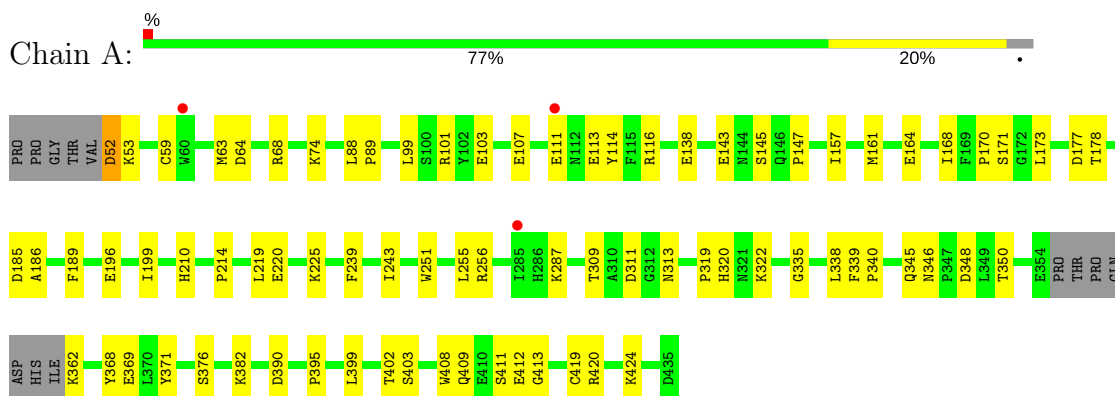 %
Chain A:
77% 20% •
PRO PRO GLY THR VAL D52 K53 C59 W60 M63 D64 R68 K74 L88 P89 L99 S100 R101 Y102 E103 E107 E111 N112 E113 Y114 F115 R116 E138 E143 N144 S145 Q146 P147 I157 M161 E164 I168 F169 P170 S171 G172 L173 D177 T178
D185 A186 F189 E196 I199 H210 P214 L219 E220 K225 F239 I243 W251 L255 R256 I285 H286 K287 T309 A310 D311 G312 N313 P319 H320 N321 K322 G335 L338 F339 P340 Q345 N346 P347 D348 L349 T350 E354 PRO THR PRO GLN
ASP HIS ILE K362 Y368 E369 L370 Y371 S376 K382 D390 P395 L399 T402 S403 W408 Q409 E410 S411 E412 G413 C419 R420 K424 D435